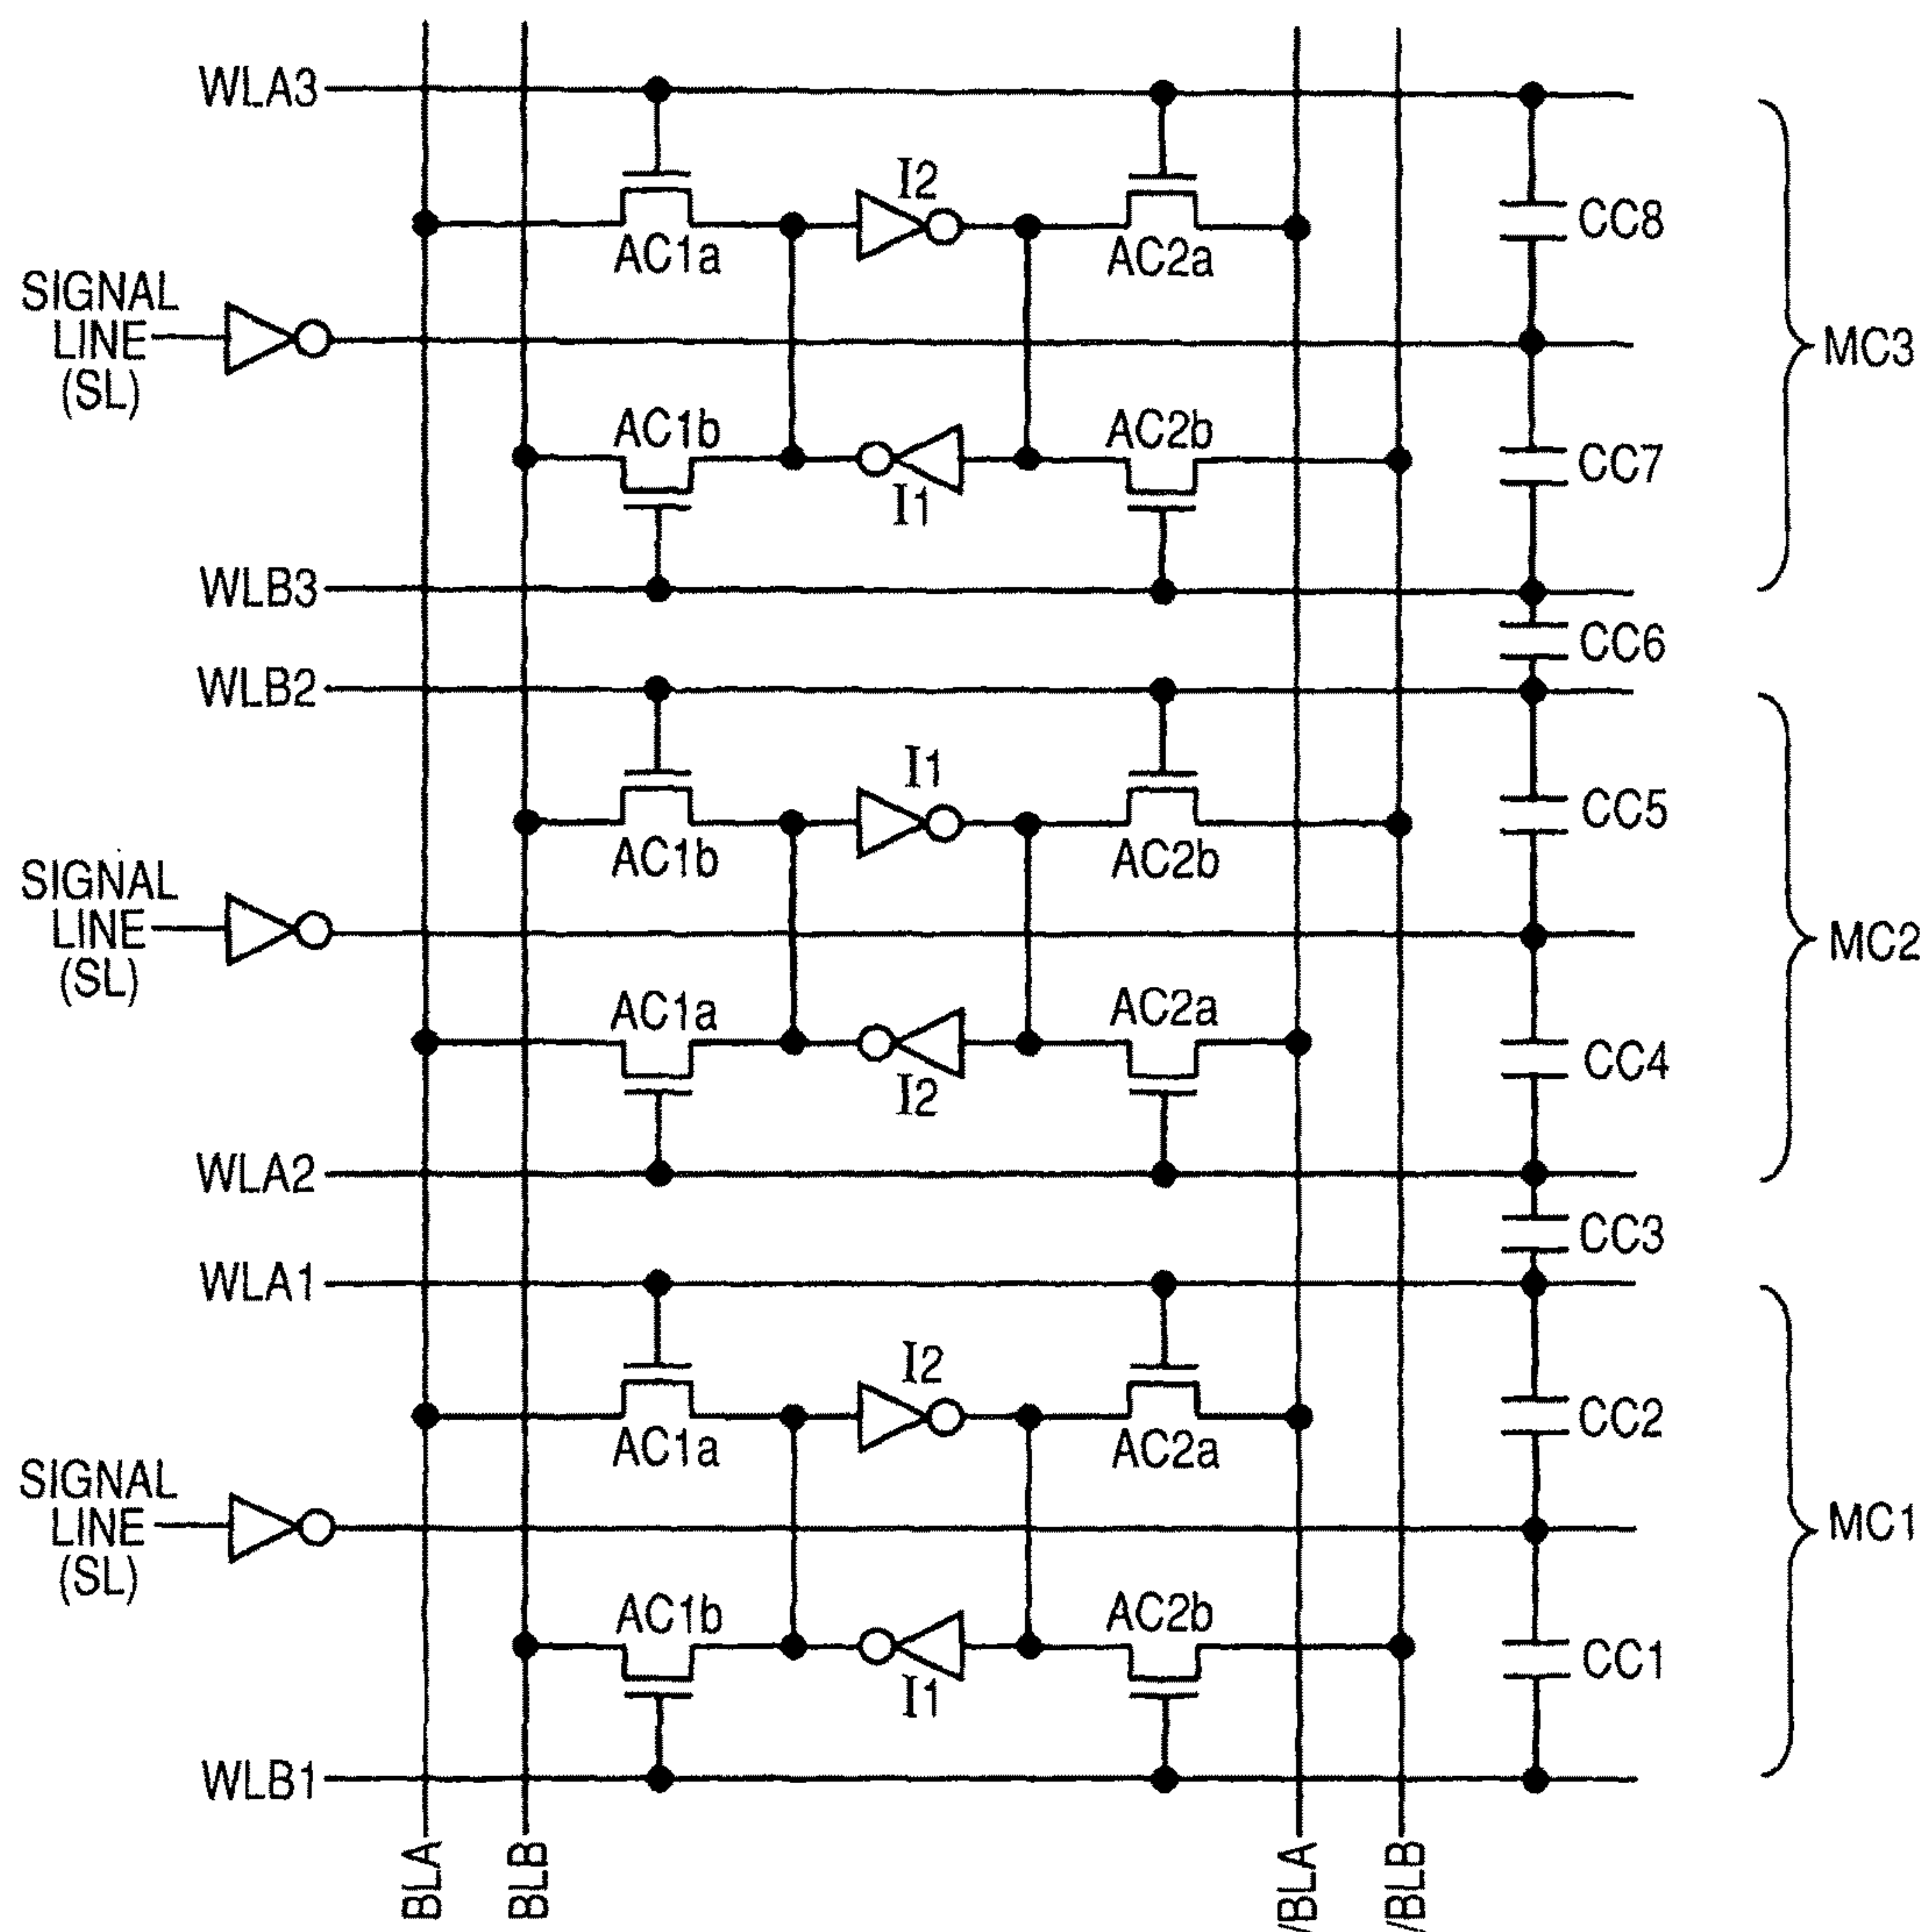 WLA3
I2
CC8
AC1a
AC2a
SIGNAL
LINE
(SL)
MC3
AC1b
AC2b
CC7
I1
WLB3
CC6
WLB2
I1
CC5
AC1b
AC2b
SIGNAL
LINE
(SL)
MC2
AC1a
AC2a
CC4
I2
WLA2
CC3
WLA1
I2
CC2
AC1a
AC2a
SIGNAL
LINE
(SL)
MC1
AC1b
AC2b
CC1
I1
WLB1
BLA
BLB
/BLA
/BLB